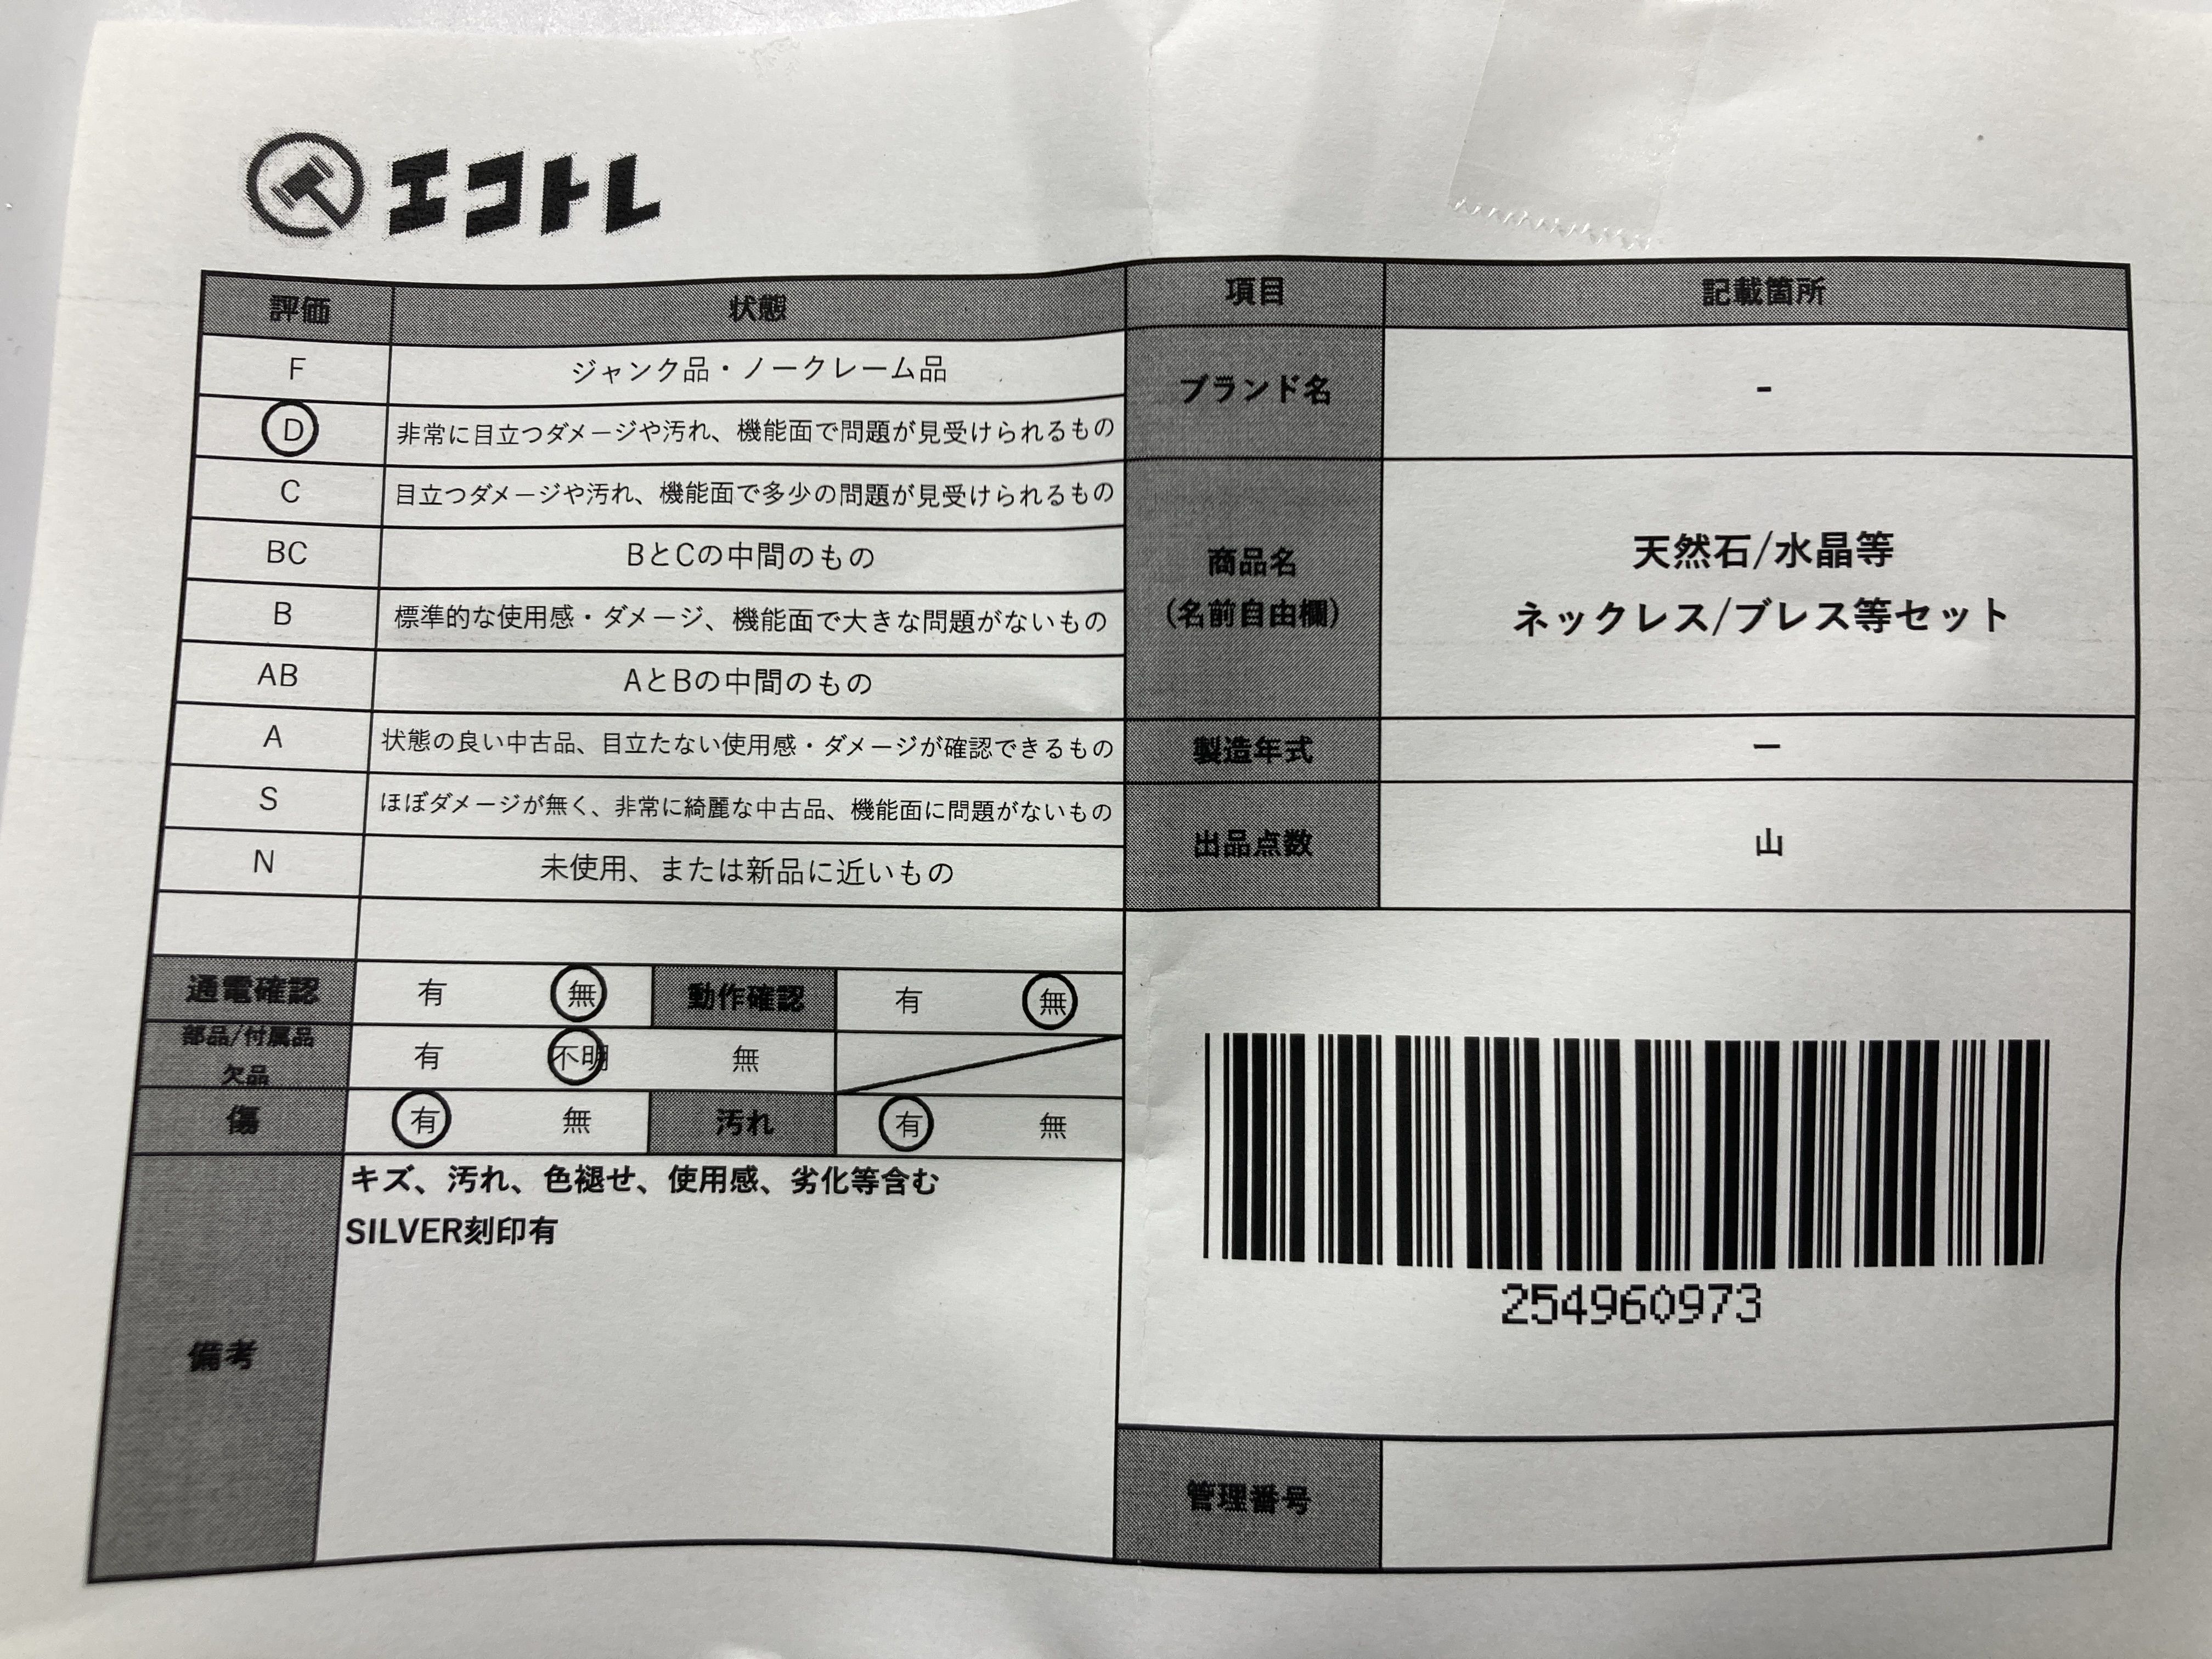 エコトレ
評価 状態
F ジャンク品・ノークレーム品
D 非常に目立つダメージや汚れ、機能面で問題が見受けられるもの
C 目立つダメージや汚れ、機能面で多少の問題が見受けられるもの
BC BとCの中間のもの
B 標準的な使用感・ダメージ、機能面で大きな問題がないもの
AB AとBの中間のもの
A 状態の良い中古品、目立たない使用感・ダメージが確認できるもの
S ほぼダメージが無く、非常に綺麗な中古品、機能面に問題がないもの
N 未使用、または新品に近いもの
通電確認 有 無 動作確認 有 無
部品/付属品
欠品
有 不明 無
傷 有 無 汚れ 有 無
備考
キズ、汚れ、色褪せ、使用感、劣化等含む
SILVER刻印有
項目 記載箇所
ブランド名 -
商品名
(名前自由欄)
天然石/水晶等
ネックレス/ブレス等セット
製造年式 ー
出品点数 山
254960973
管理番号